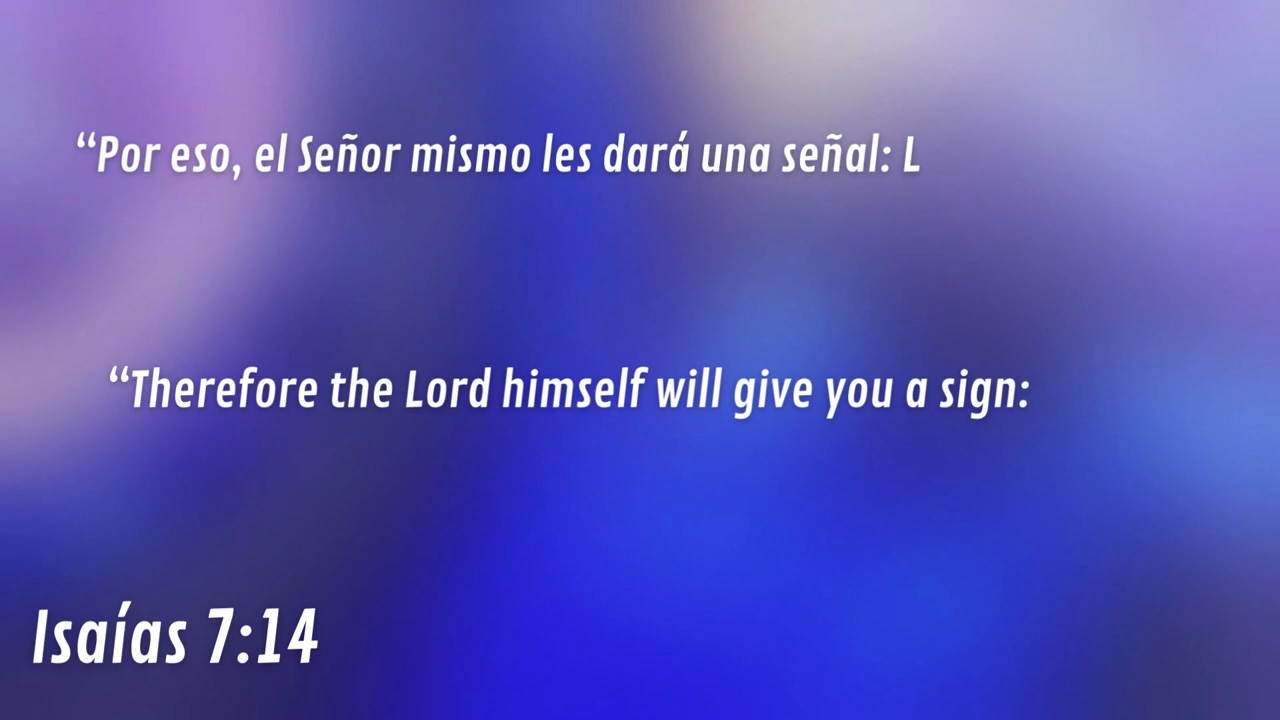 “Por eso, el Señor mismo les dará una señal: L
“Therefore the Lord himself will give you a sign:
Isaías 7:14